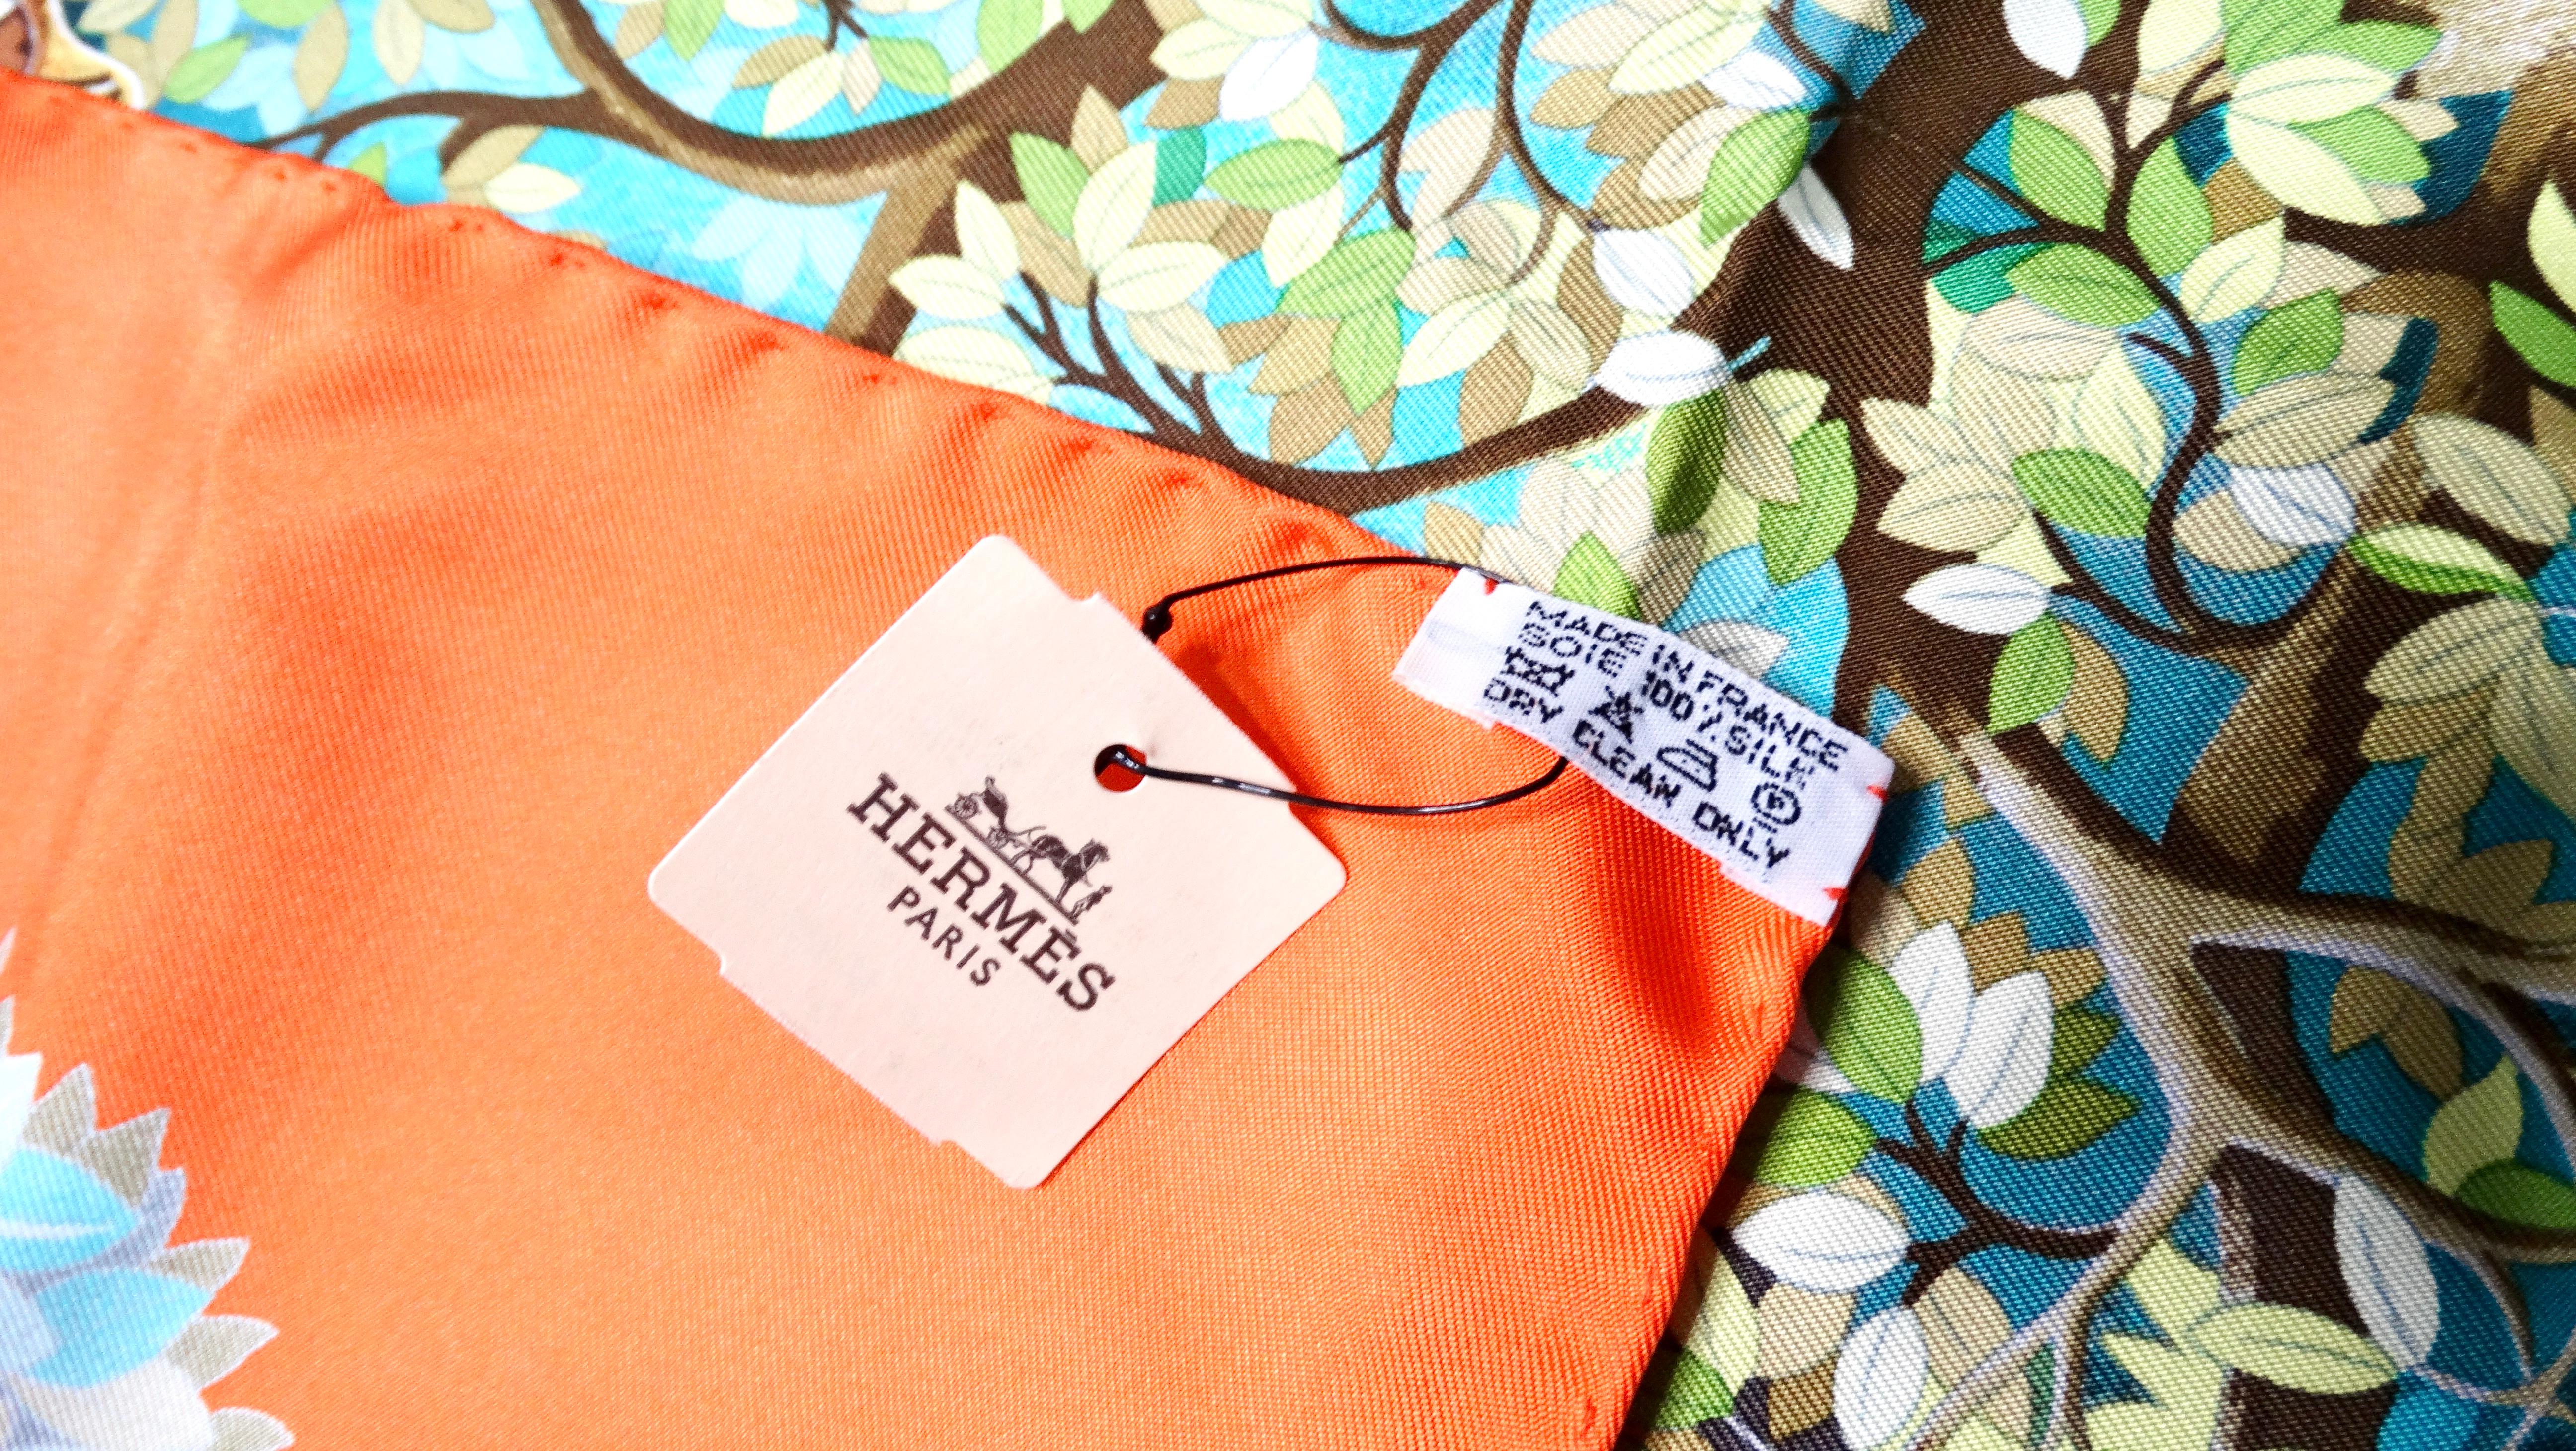 HERMÈS
PARIS
MADE IN FRANCE
SOIE 100% SILK
P
DRY CLEAN ONLY